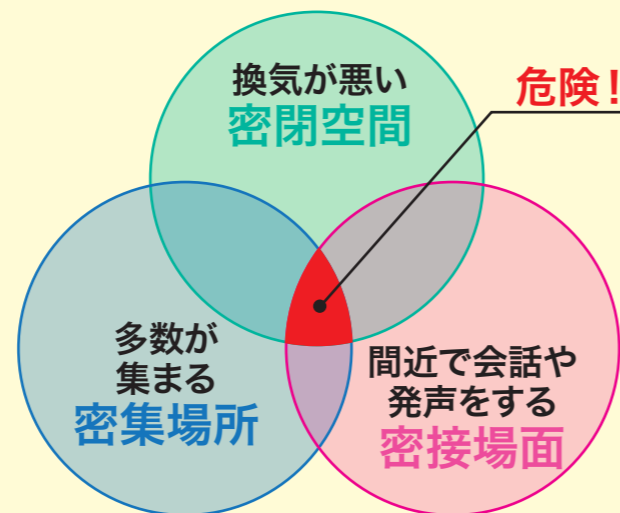 換気が悪い
密閉空間
危険！
多数が
集まる
密集場所
間近で会話や
発声をする
密接場面